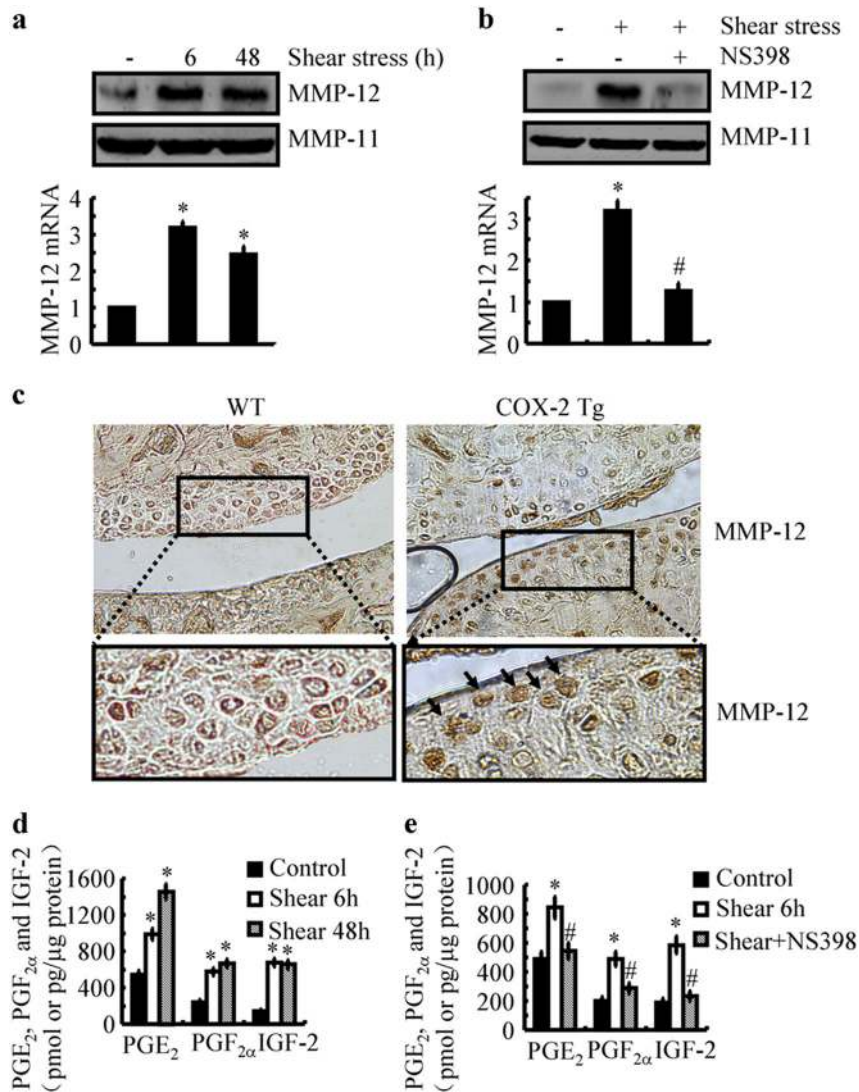 a
- 6 48 Shear stress (h)
MMP-12
MMP-11
MMP-12 mRNA
4
3
2
1
0
* *
b
- + + Shear stress
- - + NS398
MMP-12
MMP-11
MMP-12 mRNA
3
2
1
0
* #
c
WT COX-2 Tg
MMP-12
MMP-12
d
PGE₂, PGF₂α and IGF-2
(pmol or pg/μg protein)
1600
1200
800
400
0
Control
Shear 6h
Shear 48h
* * * * * *
PGE₂ PGF₂α IGF-2
e
PGE₂, PGF₂α and IGF-2
(pmol or pg/μg protein)
1000
800
600
400
200
0
Control
Shear 6h
Shear+NS398
* # * # * #
PGE₂ PGF₂α IGF-2